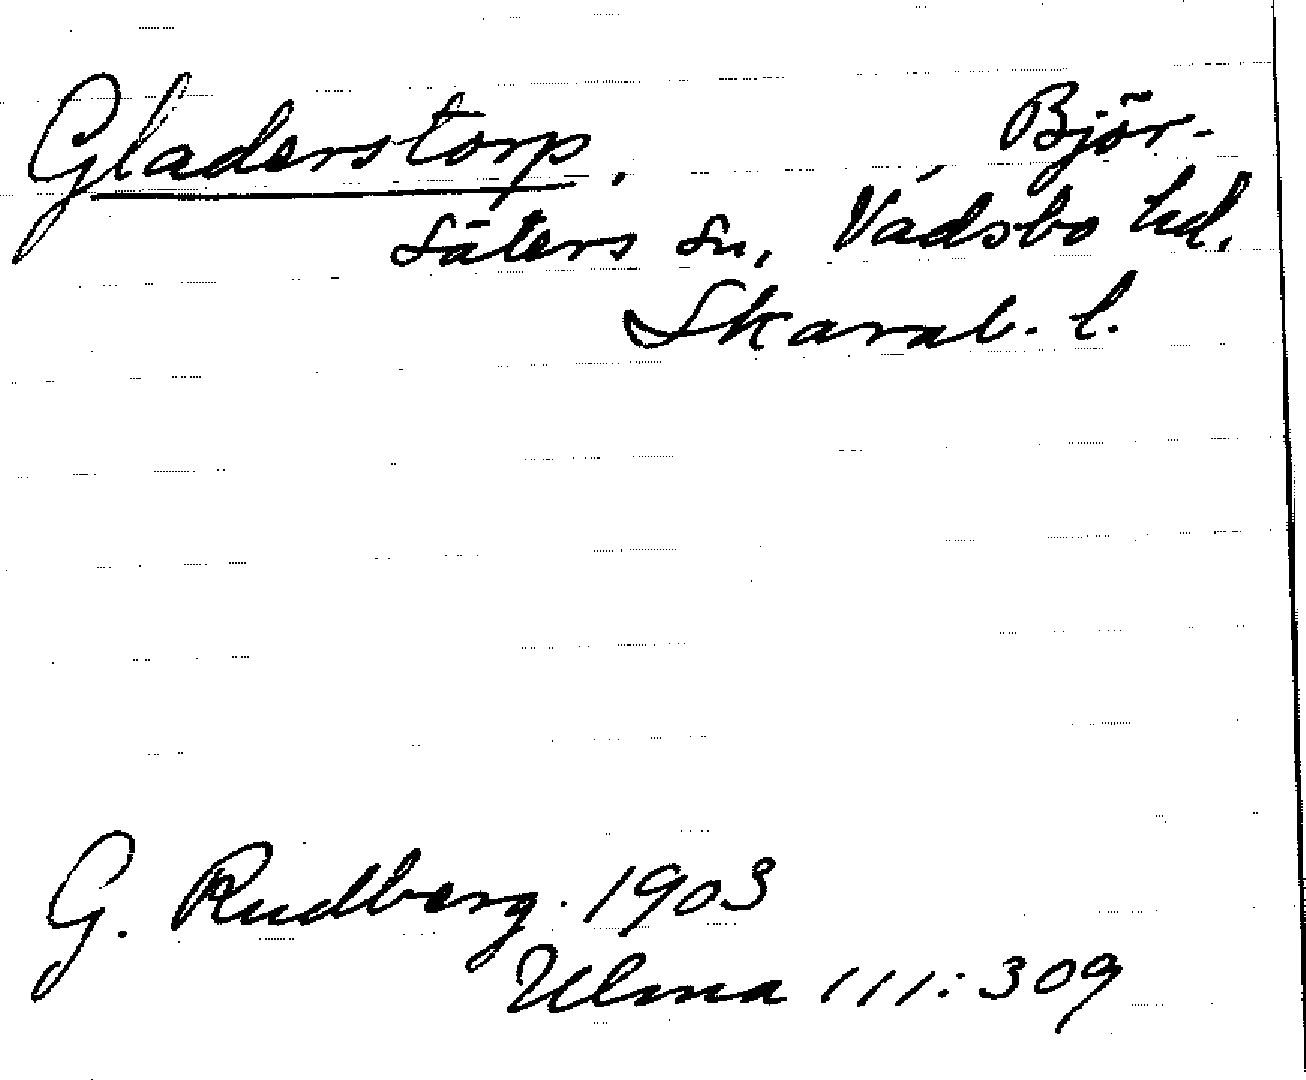 Gladerstorp, Björ-
säters sn, Vadsbo hd.
Skarab. l.
G. Rudberg. 1903
Ulma 111:309